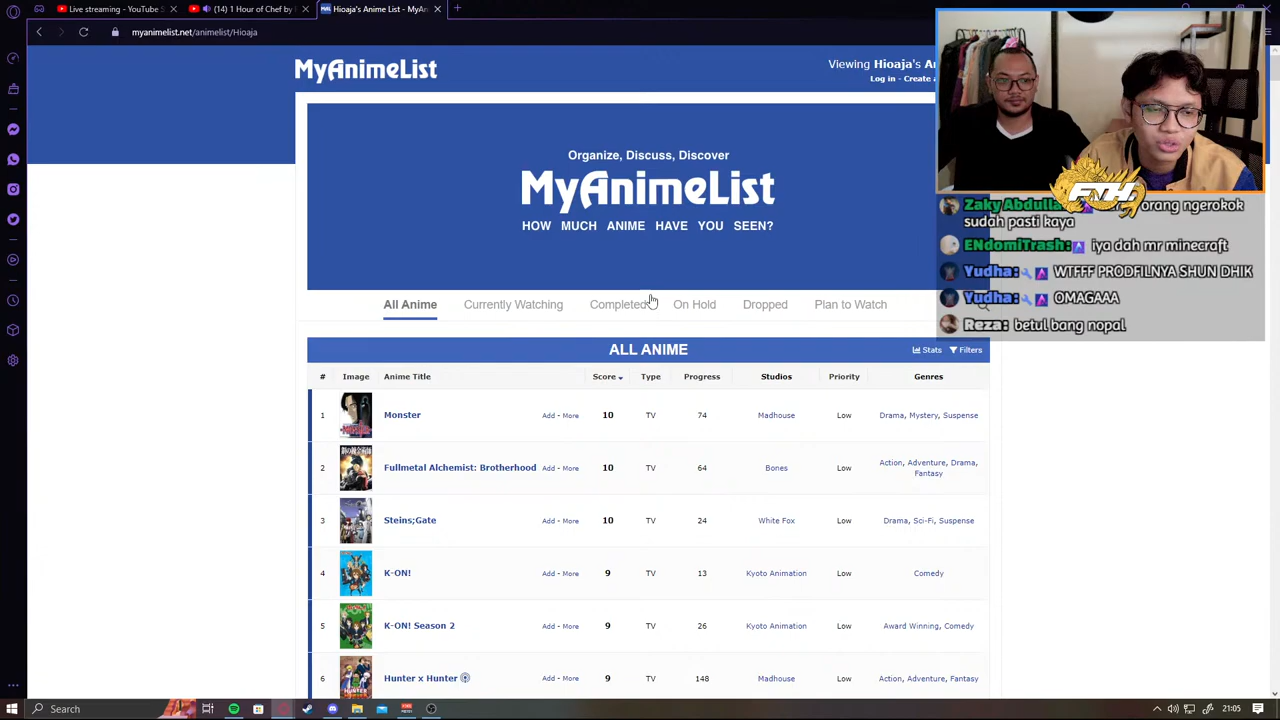 livestreaming - YouTube S
1 Hour of Chef by
Hioaja's Anime List - MyAn
myanimelist.net/animelist/Hioaja
MyAnimeList
Viewing Hioaja's
Log in - Create
Organize, Discuss, Discover
MyAnimeList
HOW MUCH ANIME HAVE YOU SEEN?
FTH
Zaky Abdulla orang ngerokok
sudah pasti kaya
ENdomiTrash: iya dah mr minecraft
Yudha: WTFFF PRODFILNYA SHUN DHIK
Yudha: OMAGAAA
Reza: betul bang nopal
All Anime Currently Watching Completed On Hold Dropped Plan to Watch
ALL ANIME Stats Filters
# Image Anime Title Score Type Progress Studios Priority Genres
1 Monster Add - More 10 TV 74 Madhouse Low Drama, Mystery, Suspense
2 Fullmetal Alchemist: Brotherhood Add - More 10 TV 64 Bones Low Action, Adventure, Drama,
Fantasy
3 Steins;Gate Add - More 10 TV 24 White Fox Low Drama, Sci-Fi, Suspense
4 K-ON! Add - More 9 TV 13 Kyoto Animation Low Comedy
5 K-ON! Season 2 Add - More 9 TV 26 Kyoto Animation Low Award Winning, Comedy
6 Hunter x Hunter Add - More 9 TV 148 Madhouse Low Action, Adventure, Fantasy
Search 21:05